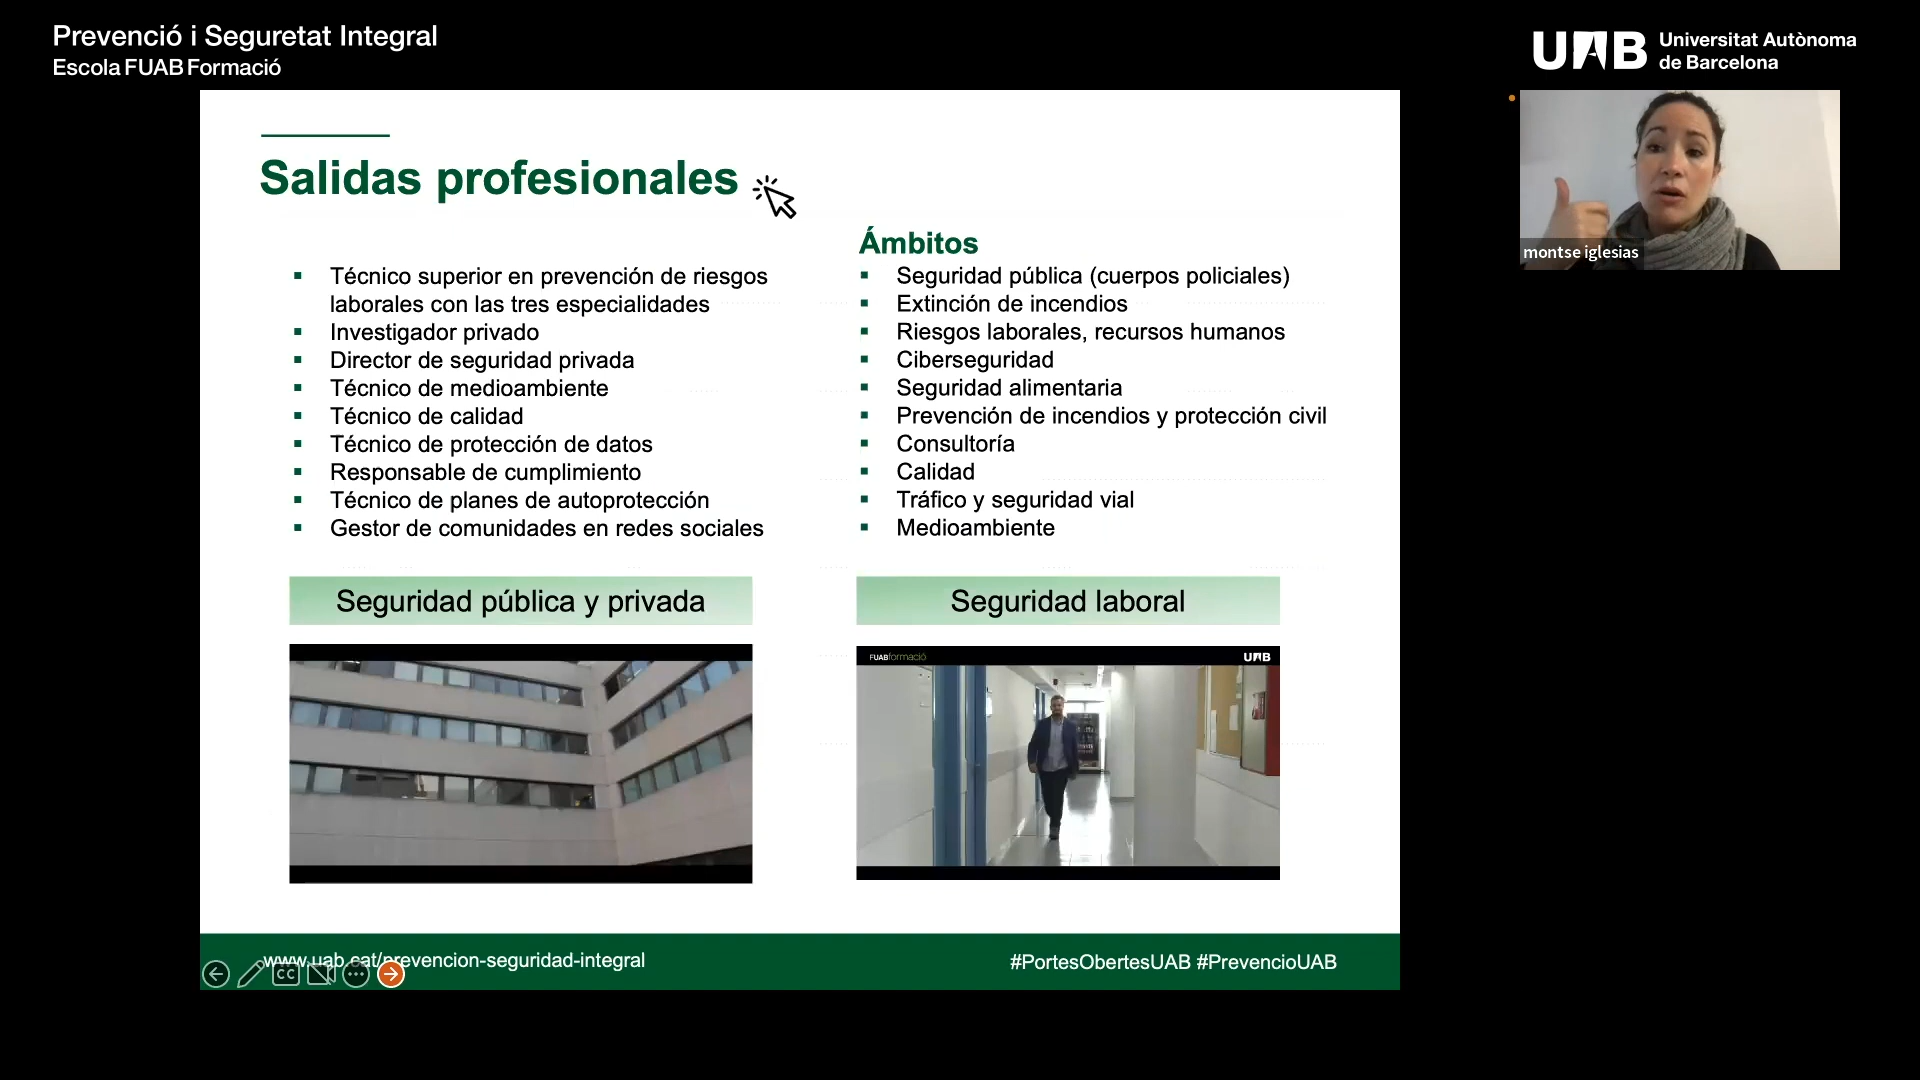 Prevenció i Seguretat Integral
Escola FUAB Formació
UAB
Universitat Autònoma
de Barcelona
montse iglesias
Salidas profesionales
Técnico superior en prevención de riesgos
laborales con las tres especialidades
Investigador privado
Director de seguridad privada
Técnico de medioambiente
Técnico de calidad
Técnico de protección de datos
Responsable de cumplimiento
Técnico de planes de autoprotección
Gestor de comunidades en redes sociales
Ámbitos
Seguridad pública (cuerpos policiales)
Extinción de incendios
Riesgos laborales, recursos humanos
Ciberseguridad
Seguridad alimentaria
Prevención de incendios y protección civil
Consultoría
Calidad
Tráfico y seguridad vial
Medioambiente
Seguridad pública y privada
Seguridad laboral
FUABformació
UAB
www.uab.cat/prevencion-seguridad-integral
CC
#PortesObertesUAB #PrevencioUAB